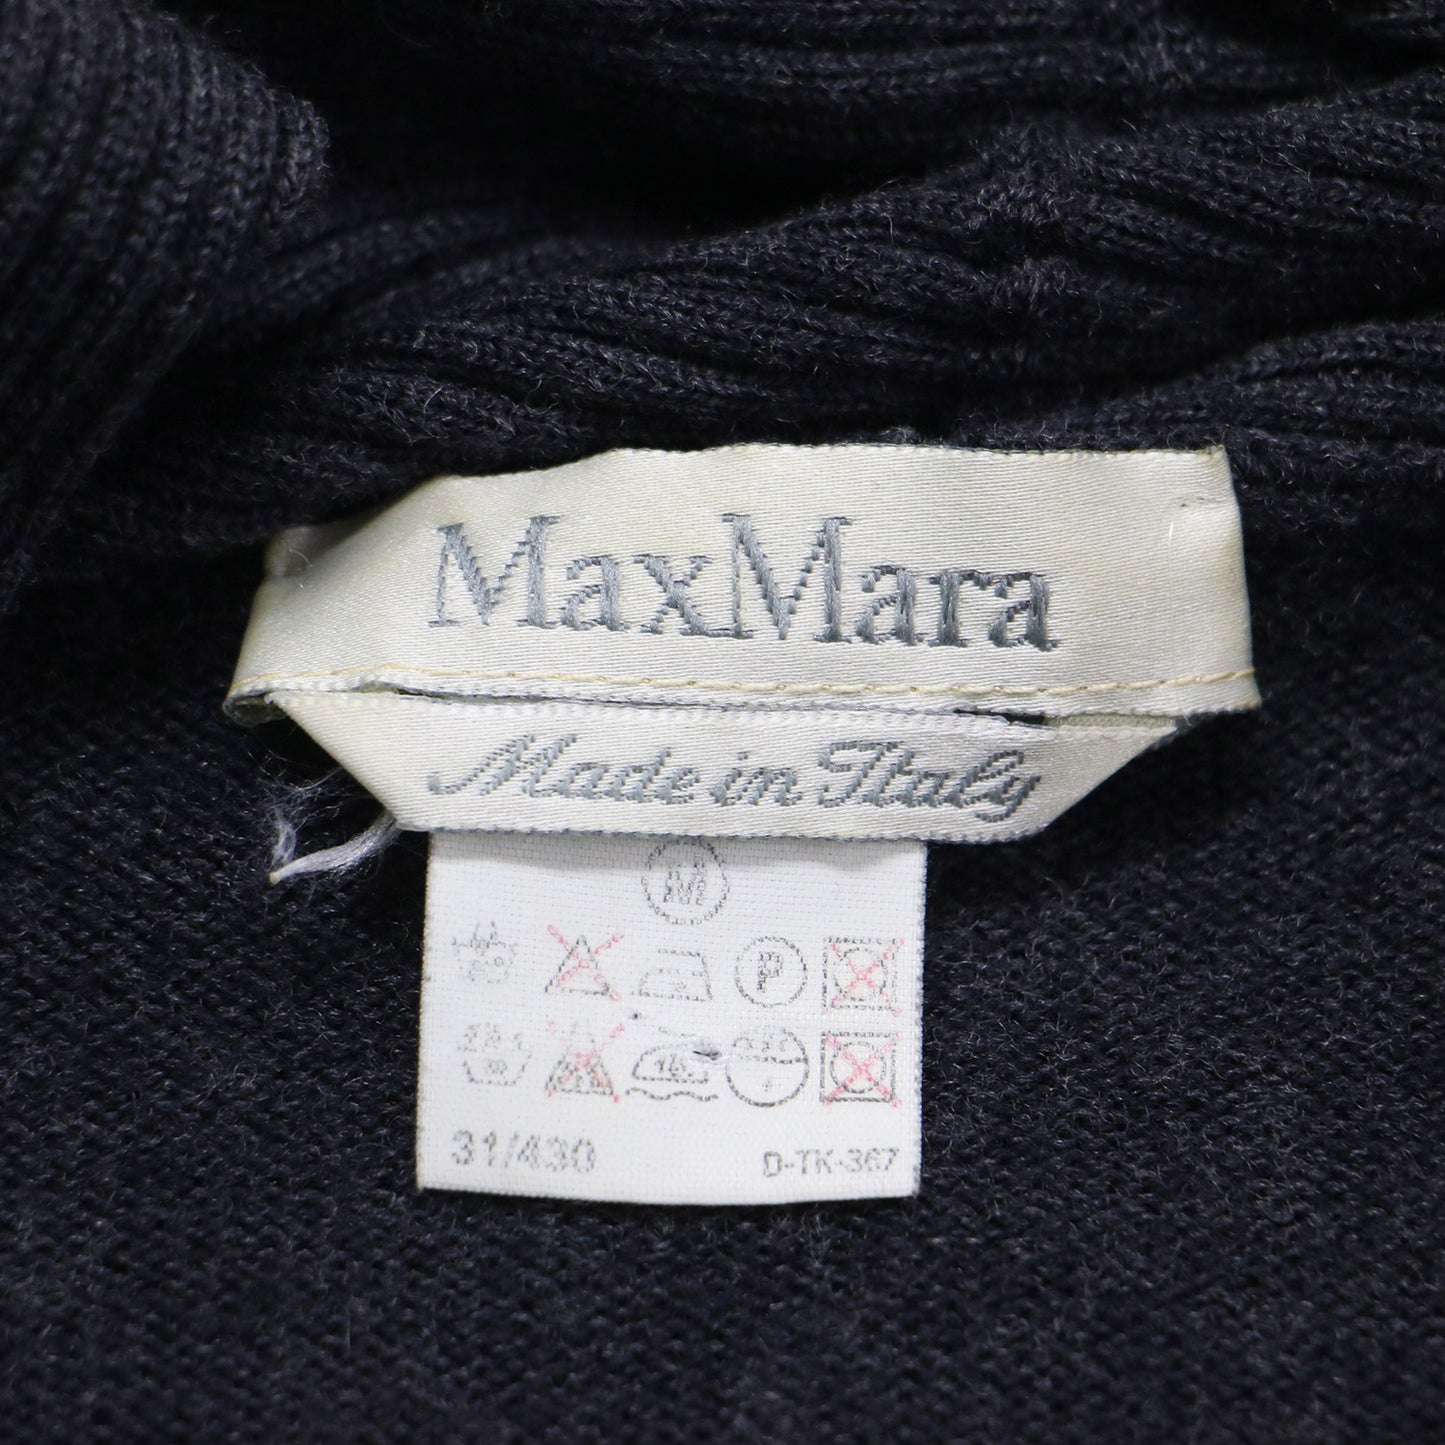 MaxMara
Made in Italy
M
P
31/430 D-TK-367